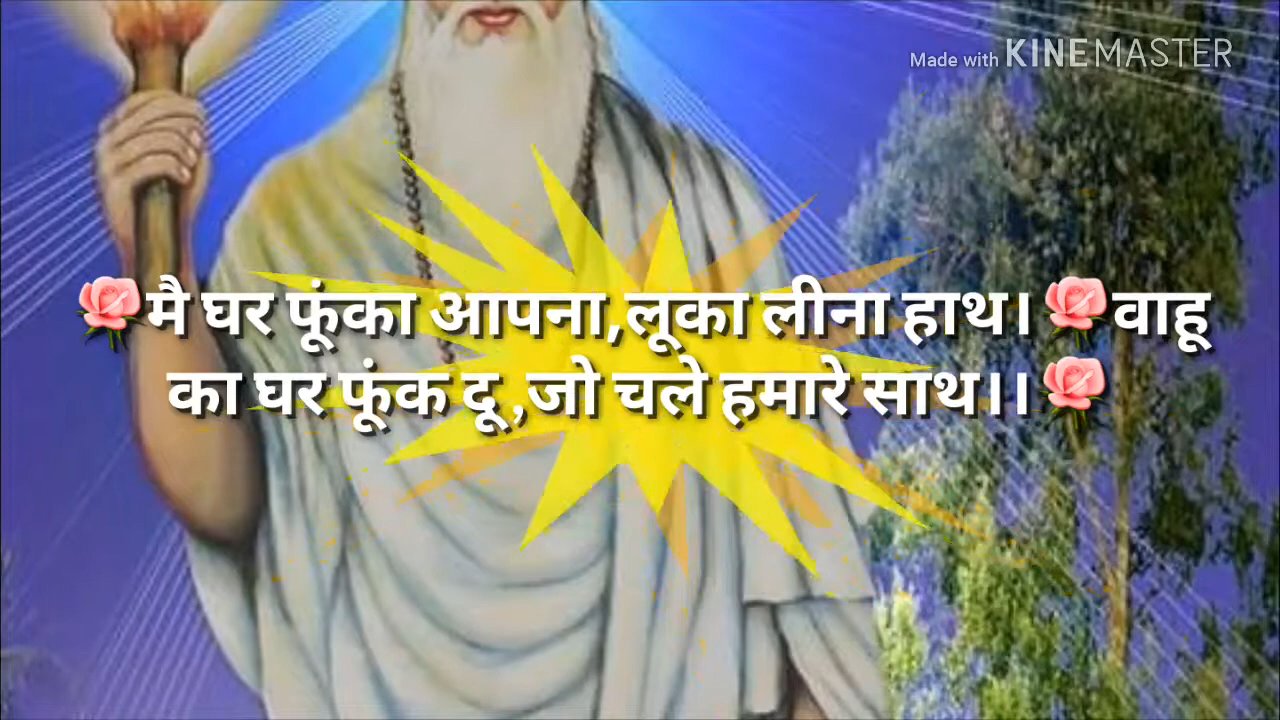 Made with KINEMASTER
🌹मै घर फूंका आपना,लूका लीना हाथ।🌹वाहू
का घर फूंक दू ,जो चले हमारे साथ।।🌹